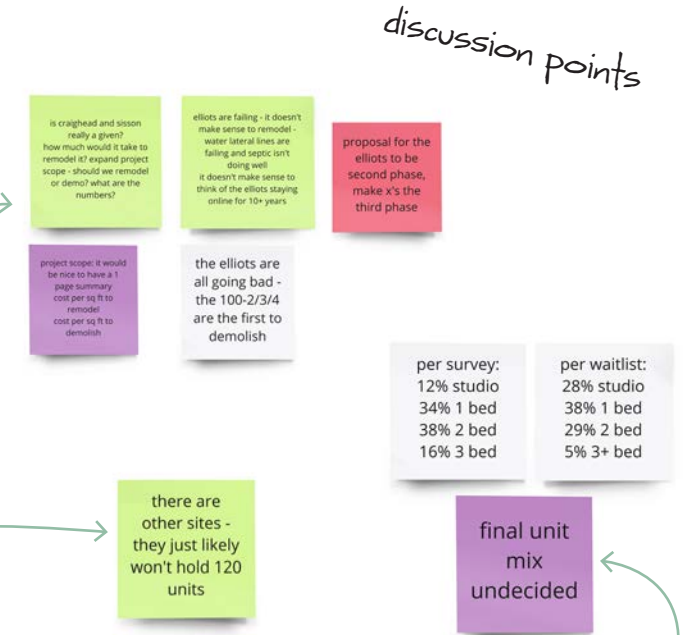 discussion points
is craighead and sisson
really a given?
how much would it take to
remodel it? expand project
scope - should we remodel
or demo? what are the
numbers?
elliots are failing - it doesn't
make sense to remodel -
water lateral lines are
failing and septic isn't
doing well
it doesn't make sense to
think of the elliots staying
online for 10+ years
proposal for the
elliots to be
second phase,
make x's the
third phase
project scope: it would
be nice to have a 1
page summary
cost per sq ft to
remodel
cost per sq ft to
demolish
the elliots are
all going bad -
the 100-2/3/4
are the first to
demolish
per survey:
12% studio
34% 1 bed
38% 2 bed
16% 3 bed
per waitlist:
28% studio
38% 1 bed
29% 2 bed
5% 3+ bed
there are
other sites -
they just likely
won't hold 120
units
final unit
mix
undecided